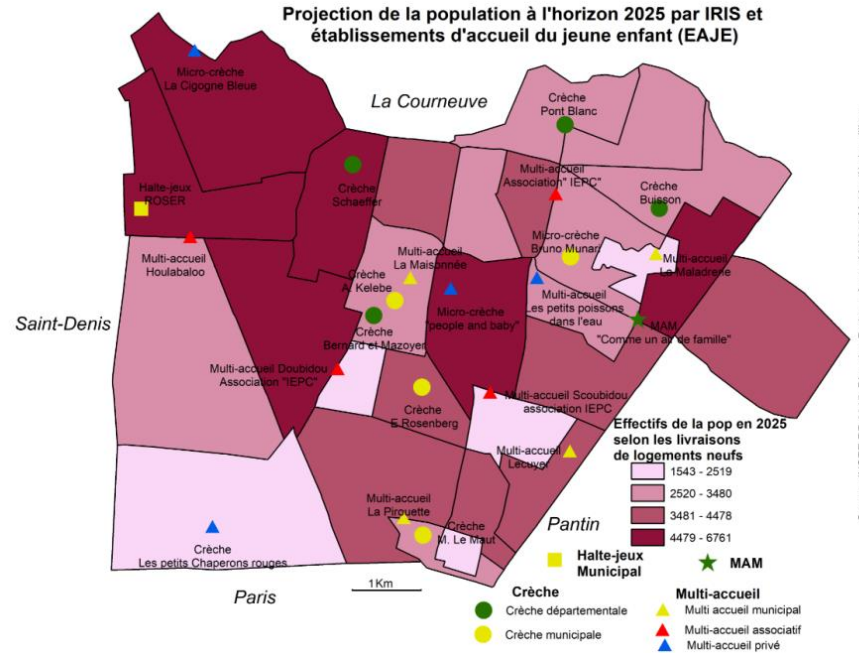 Projection de la population à l'horizon 2025 par IRIS et
établissements d'accueil du jeune enfant (EAJE)
Micro-crèche
La Cigogne Bleue
La Courneuve
Crèche
Pont Blanc
Halte-jeux
ROSER
Crèche
Schaeffer
Multi-accueil
Association" IEPC"
Crèche
Buisson
Multi-accueil
Houlabaloo
Multi-accueil
La Maisonnée
Micro-crèche
Bruno Munari
Multi-accueil
La Maladrerie
Crèche
A. Kelebe
Saint-Denis
Crèche
Bernard et Mazoyer
Micro-crèche
"people and baby"
Multi-accueil
Les petits poissons
dans l'eau
MAM
"Comme un air de famille"
Multi-accueil Doubidou
Association "IEPC"
Crèche
E Rosenberg
Multi-accueil Scoubidou
association IEPC
Multi-accueil
Lecuyer
Effectifs de la pop en 2025
selon les livraisons
de logements neufs
1543 - 2519
2520 - 3480
3481 - 4478
4479 - 6761
Multi-accueil
La Pirouette
Crèche
M. Le Maut
Pantin
Crèche
Les petits Chaperons rouges
Paris
1 Km
Halte-jeux
Municipal
MAM
Crèche
Crèche départementale
Crèche municipale
Multi-accueil
Multi accueil municipal
Multi-accueil associatif
Multi-accueil privé